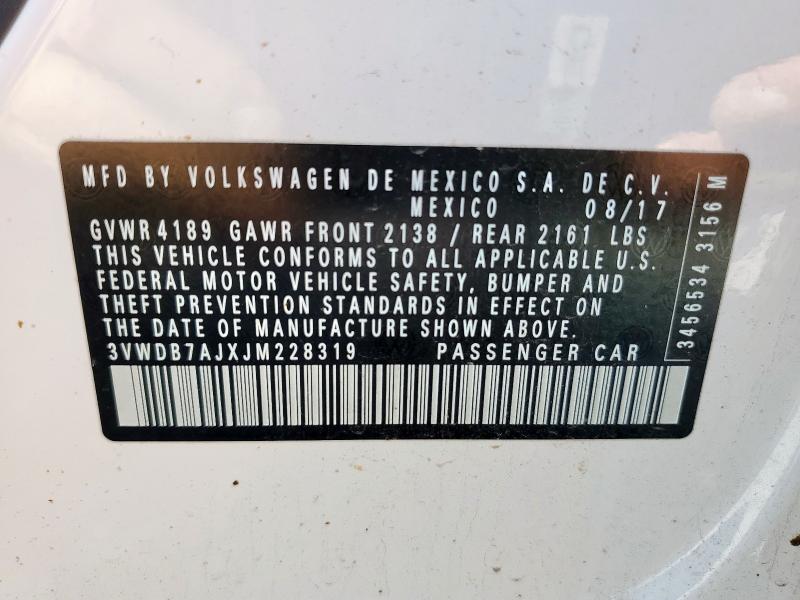 MFD BY VOLKSWAGEN DE MEXICO S.A. DE C.V.
MEXICO 08/17
GVWR 4189 GAWR FRONT 2138 / REAR 2161 LBS
THIS VEHICLE CONFORMS TO ALL APPLICABLE U.S.
FEDERAL MOTOR VEHICLE SAFETY, BUMPER AND
THEFT PREVENTION STANDARDS IN EFFECT ON
THE DATE OF MANUFACTURE SHOWN ABOVE.
3VWDB7AJXJM228319 PASSENGER CAR
3456534 3156 M